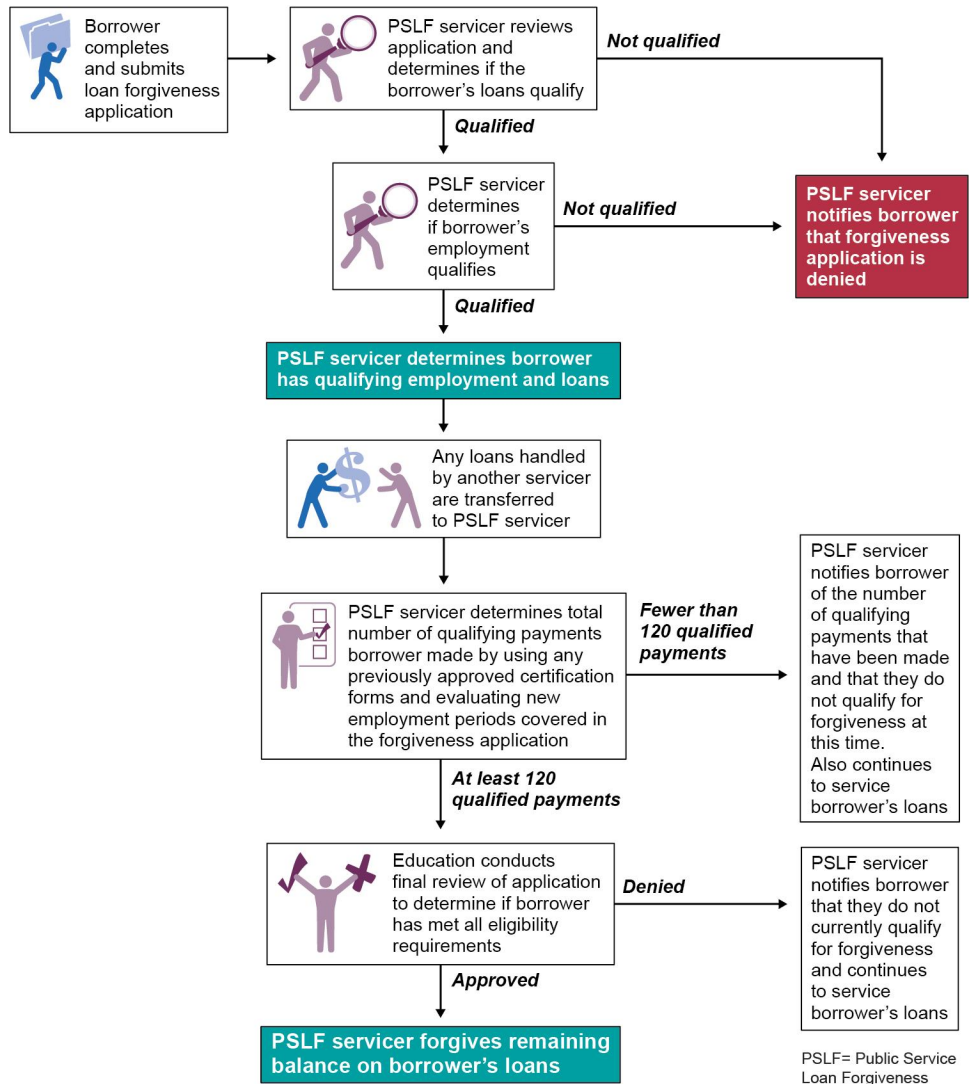 Borrower
completes
and submits
loan forgiveness
application
PSLF servicer reviews
application and
determines if the
borrower's loans qualify
Not qualified
Qualified
PSLF servicer
determines
if borrower's
employment
qualifies
Not qualified
PSLF servicer
notifies borrower
that forgiveness
application is
denied
Qualified
PSLF servicer determines borrower
has qualifying employment and loans
$
Any loans handled
by another servicer
are transferred
to PSLF servicer
PSLF servicer determines total
number of qualifying payments
borrower made by using any
previously approved certification
forms and evaluating new
employment periods covered in
the forgiveness application
Fewer than
120 qualified
payments
PSLF servicer
notifies borrower
of the number
of qualifying
payments that
have been made
and that they do
not qualify for
forgiveness at
this time.
Also continues
to service
borrower's loans
At least 120
qualified payments
Education conducts
final review of application
to determine if borrower
has met all eligibility
requirements
Denied
PSLF servicer
notifies borrower
that they do not
currently qualify
for forgiveness
and continues
to service
borrower's loans
Approved
PSLF servicer forgives remaining
balance on borrower's loans
PSLF= Public Service
Loan Forgiveness